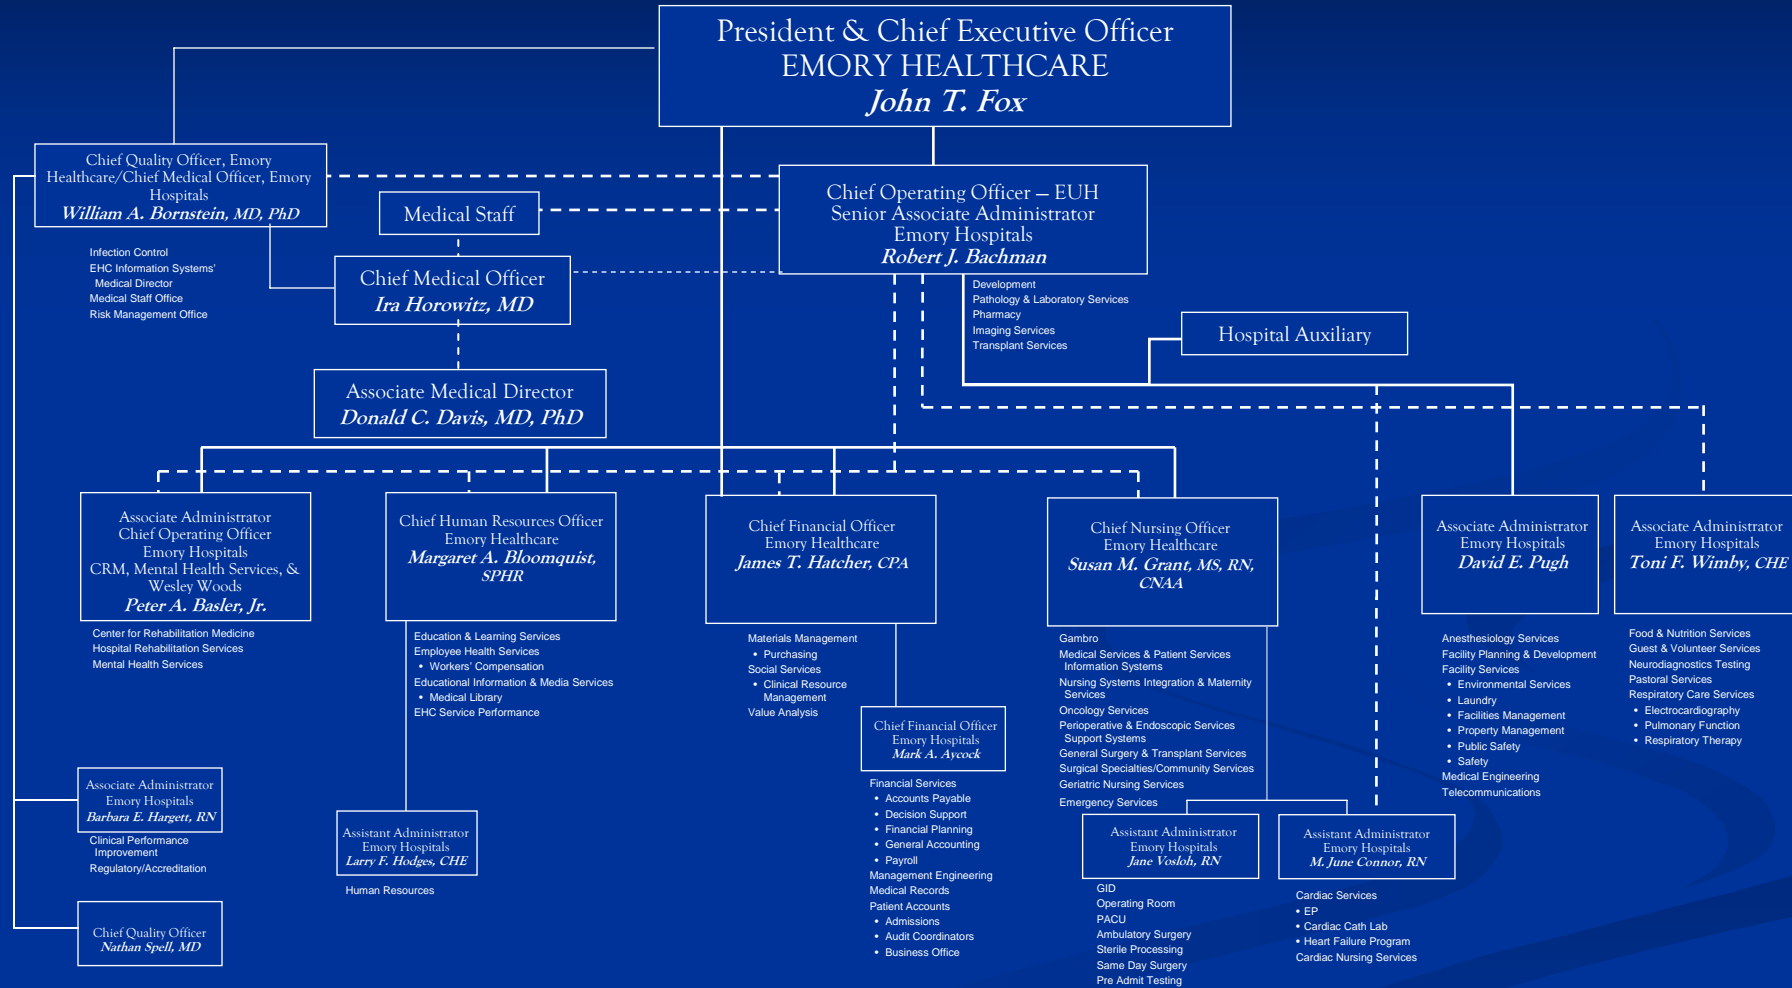 President & Chief Executive Officer
EMORY HEALTHCARE
John T. Fox
Chief Quality Officer, Emory
Healthcare/Chief Medical Officer, Emory
Hospitals
William A. Bornstein, MD, PhD
Infection Control
EHC Information Systems'
Medical Director
Medical Staff Office
Risk Management Office
Medical Staff
Chief Medical Officer
Ira Horowitz, MD
Associate Medical Director
Donald C. Davis, MD, PhD
Chief Operating Officer – EUH
Senior Associate Administrator
Emory Hospitals
Robert J. Bachman
Development
Pathology & Laboratory Services
Pharmacy
Imaging Services
Transplant Services
Hospital Auxiliary
Associate Administrator
Chief Operating Officer
Emory Hospitals
CRM, Mental Health Services, &
Wesley Woods
Peter A. Basler, Jr.
Center for Rehabilitation Medicine
Hospital Rehabilitation Services
Mental Health Services
Chief Human Resources Officer
Emory Healthcare
Margaret A. Bloomquist,
SPHR
Education & Learning Services
Employee Health Services
• Workers' Compensation
Educational Information & Media Services
• Medical Library
EHC Service Performance
Chief Financial Officer
Emory Healthcare
James T. Hatcher, CPA
Materials Management
• Purchasing
Social Services
• Clinical Resource
Management
Value Analysis
Chief Nursing Officer
Emory Healthcare
Susan M. Grant, MS, RN,
CNAA
Gambro
Medical Services & Patient Services
Information Systems
Nursing Systems Integration & Maternity
Services
Oncology Services
Perioperative & Endoscopic Services
Support Systems
General Surgery & Transplant Services
Surgical Specialties/Community Services
Geriatric Nursing Services
Emergency Services
Associate Administrator
Emory Hospitals
David E. Pugh
Anesthesiology Services
Facility Planning & Development
Facility Services
• Environmental Services
• Laundry
• Facilities Management
• Property Management
• Public Safety
• Safety
Medical Engineering
Telecommunications
Associate Administrator
Emory Hospitals
Toni F. Wimby, CHE
Food & Nutrition Services
Guest & Volunteer Services
Neurodiagnostics Testing
Pastoral Services
Respiratory Care Services
• Electrocardiography
• Pulmonary Function
• Respiratory Therapy
Associate Administrator
Emory Hospitals
Barbara E. Hargett, RN
Clinical Performance
Improvement
Regulatory/Accreditation
Chief Quality Officer
Nathan Spell, MD
Assistant Administrator
Emory Hospitals
Larry F. Hodges, CHE
Human Resources
Chief Financial Officer
Emory Hospitals
Mark A. Aycock
Financial Services
• Accounts Payable
• Decision Support
• Financial Planning
• General Accounting
• Payroll
Management Engineering
Medical Records
Patient Accounts
• Admissions
• Audit Coordinators
• Business Office
Assistant Administrator
Emory Hospitals
Jane Vosloh, RN
GID
Operating Room
PACU
Ambulatory Surgery
Sterile Processing
Same Day Surgery
Pre Admit Testing
Assistant Administrator
Emory Hospitals
M. June Connor, RN
Cardiac Services
• EP
• Cardiac Cath Lab
• Heart Failure Program
Cardiac Nursing Services